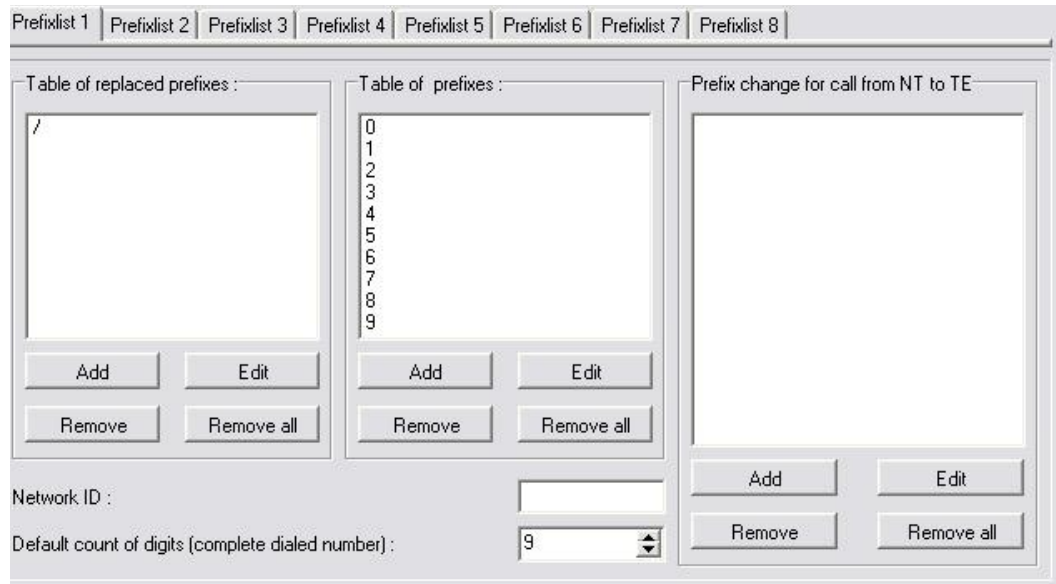 Prefixlist 1 Prefixlist 2 Prefixlist 3 Prefixlist 4 Prefixlist 5 Prefixlist 6 Prefixlist 7 Prefixlist 8
Table of replaced prefixes :
/
Add Edit
Remove Remove all
Table of prefixes :
0
1
2
3
4
5
6
7
8
9
Add Edit
Remove Remove all
Prefix change for call from NT to TE
Add Edit
Remove Remove all
Network ID :
Default count of digits (complete dialed number) : 9